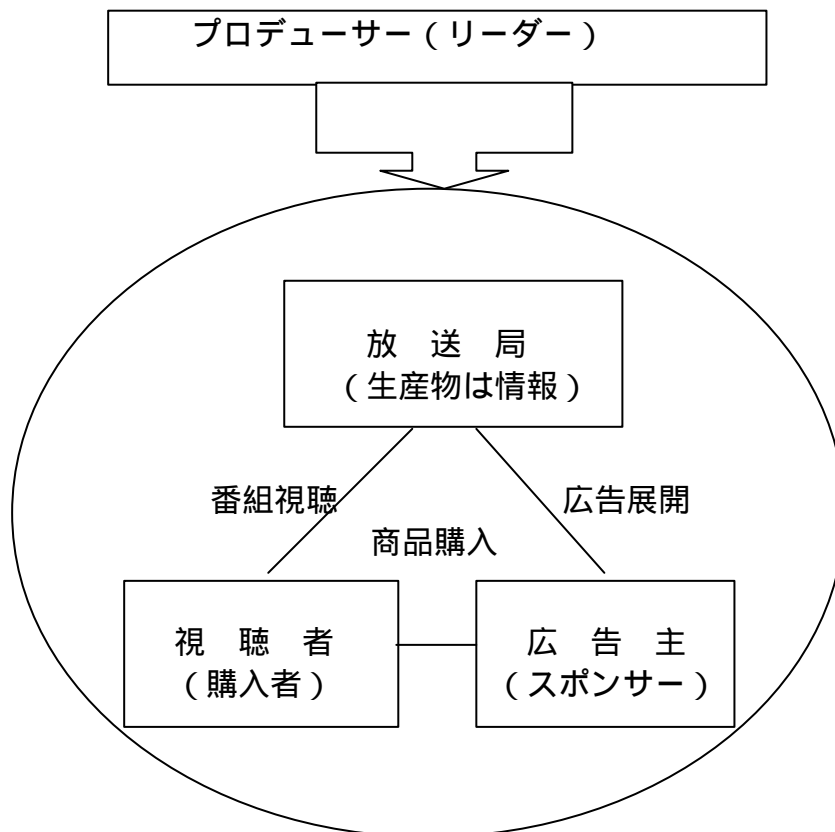 プロデューサー（リーダー）
放　送　局
（生産物は情報）
番組視聴
広告展開
商品購入
視　聴　者
（購入者）
広　告　主
（スポンサー）